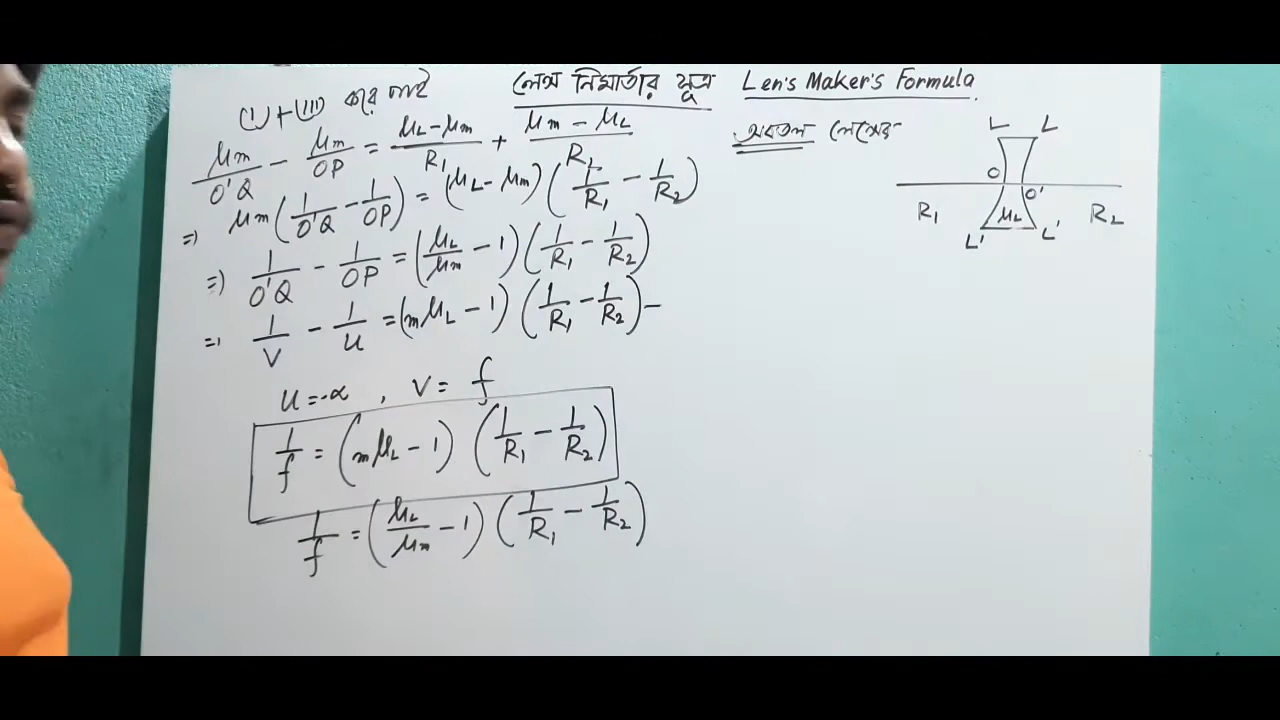 লেন্স নির্মাতার সূত্র Len's Maker's Formula
(i)+(iii) করে পাই
μm/O'Q - μm/OP = μL-μm/R1 + μm-μL/R2
=) μm(1/O'Q - 1/OP) = (μL-μm)(1/R1 - 1/R2)
=) 1/O'Q - 1/OP = (μL/μm - 1)(1/R1 - 1/R2)
=) 1/V - 1/u = (mμL - 1)(1/R1 - 1/R2) -
u = -α , V = f
1/f = (mμL - 1)(1/R1 - 1/R2)
1/f = (μL/μm - 1)(1/R1 - 1/R2)
অবতল লেন্সের
L L
O O'
R1 μL R2
L' L'